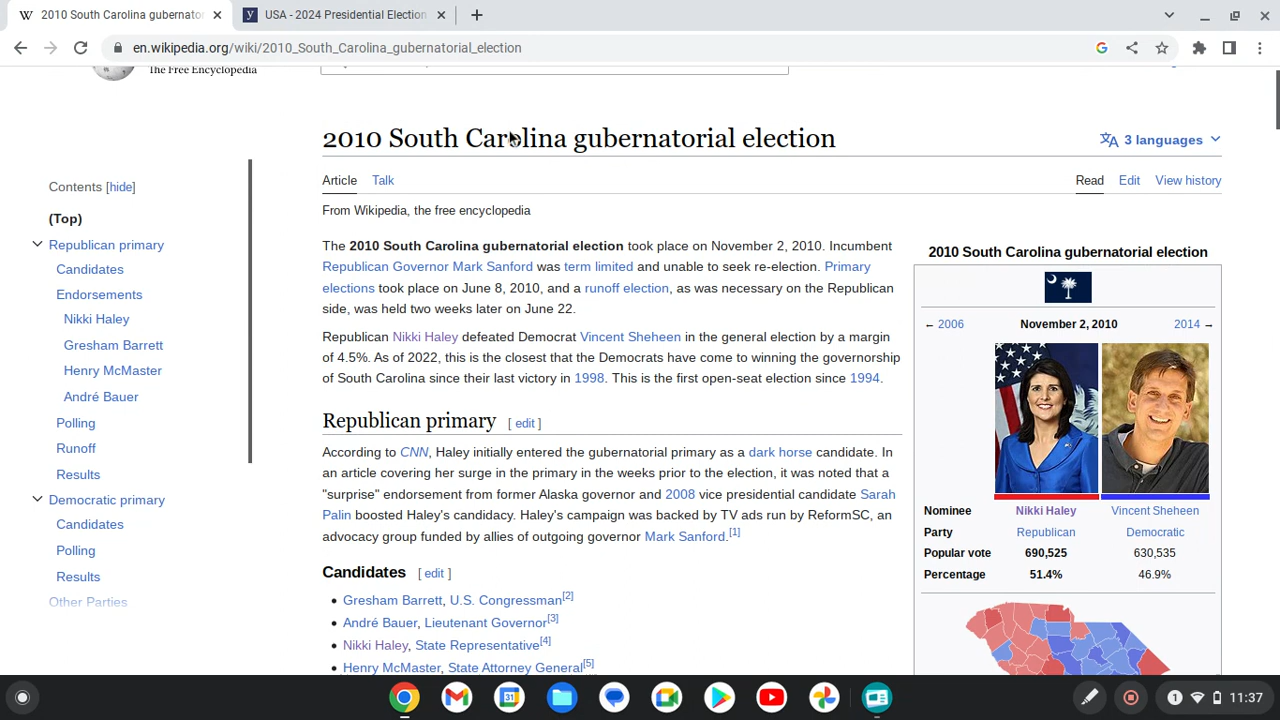 2010 South Carolina gubernator
USA - 2024 Presidential Election
en.wikipedia.org/wiki/2010_South_Carolina_gubernatorial_election
The Free Encyclopedia
2010 South Carolina gubernatorial election
3 languages
Contents [hide]
(Top)
Republican primary
Candidates
Endorsements
Nikki Haley
Gresham Barrett
Henry McMaster
André Bauer
Polling
Runoff
Results
Democratic primary
Candidates
Polling
Results
Other Parties
Article Talk
Read Edit View history
From Wikipedia, the free encyclopedia
The 2010 South Carolina gubernatorial election took place on November 2, 2010. Incumbent
Republican Governor Mark Sanford was term limited and unable to seek re-election. Primary
elections took place on June 8, 2010, and a runoff election, as was necessary on the Republican
side, was held two weeks later on June 22.
Republican Nikki Haley defeated Democrat Vincent Sheheen in the general election by a margin
of 4.5%. As of 2022, this is the closest that the Democrats have come to winning the governorship
of South Carolina since their last victory in 1998. This is the first open-seat election since 1994.
Republican primary [ edit ]
According to CNN, Haley initially entered the gubernatorial primary as a dark horse candidate. In
an article covering her surge in the primary in the weeks prior to the election, it was noted that a
"surprise" endorsement from former Alaska governor and 2008 vice presidential candidate Sarah
Palin boosted Haley's candidacy. Haley's campaign was backed by TV ads run by ReformSC, an
advocacy group funded by allies of outgoing governor Mark Sanford.[1]
Candidates [ edit ]
• Gresham Barrett, U.S. Congressman[2]
• André Bauer, Lieutenant Governor[3]
• Nikki Haley, State Representative[4]
• Henry McMaster, State Attorney General[5]
2010 South Carolina gubernatorial election
← 2006 November 2, 2010 2014 →
Nominee Nikki Haley Vincent Sheheen
Party Republican Democratic
Popular vote 690,525 630,535
Percentage 51.4% 46.9%
31
1
11:37